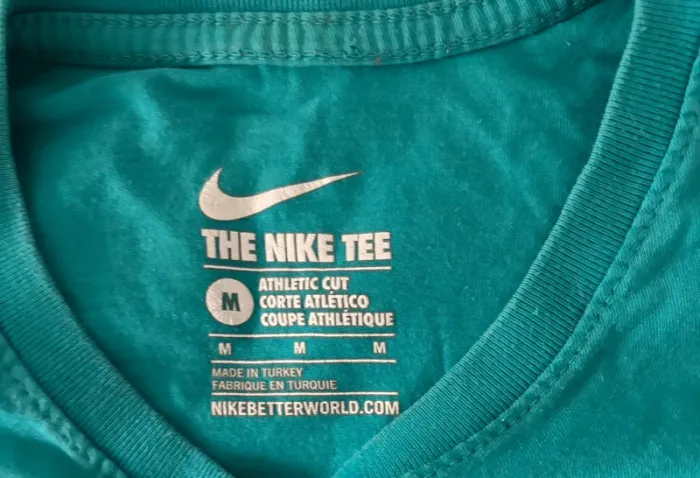 THE NIKE TEE
M
ATHLETIC CUT
CORTE ATLÉTICO
COUPE ATHLÉTIQUE
M M M
MADE IN TURKEY
FABRIQUE EN TURQUIE
NIKEBETTERWORLD.COM